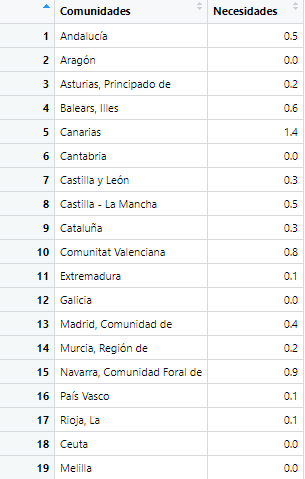 Comunidades Necesidades
1 Andalucía 0.5
2 Aragón 0.0
3 Asturias, Principado de 0.2
4 Balears, Illes 0.6
5 Canarias 1.4
6 Cantabria 0.0
7 Castilla y León 0.3
8 Castilla - La Mancha 0.5
9 Cataluña 0.3
10 Comunitat Valenciana 0.8
11 Extremadura 0.1
12 Galicia 0.0
13 Madrid, Comunidad de 0.4
14 Murcia, Región de 0.2
15 Navarra, Comunidad Foral de 0.9
16 País Vasco 0.1
17 Rioja, La 0.1
18 Ceuta 0.0
19 Melilla 0.0